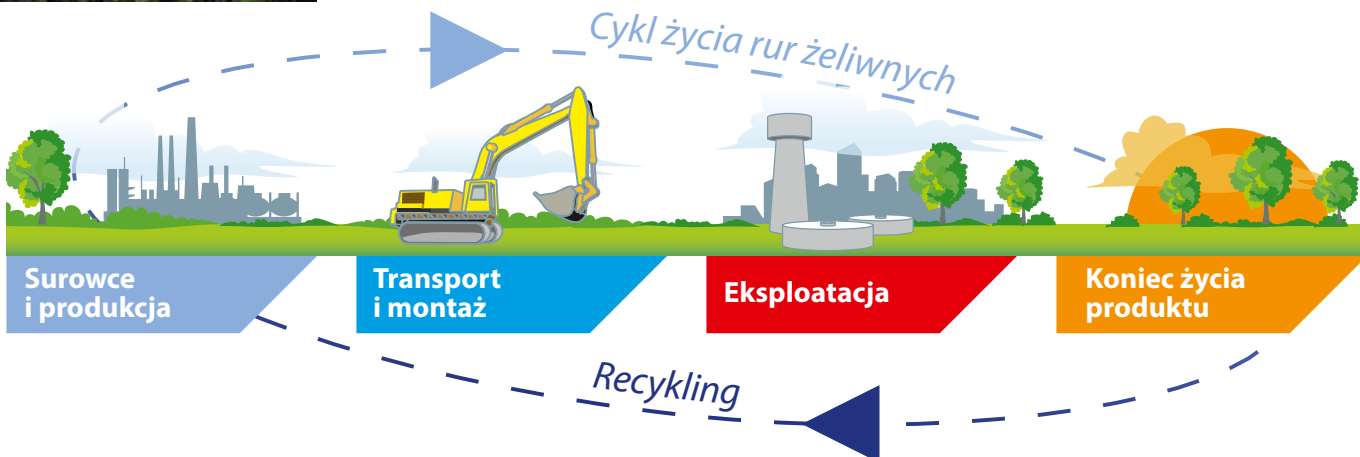 Cykl życia rur żeliwnych
Surowce
i produkcja
Transport
i montaż
Eksploatacja
Koniec życia
produktu
Recykling